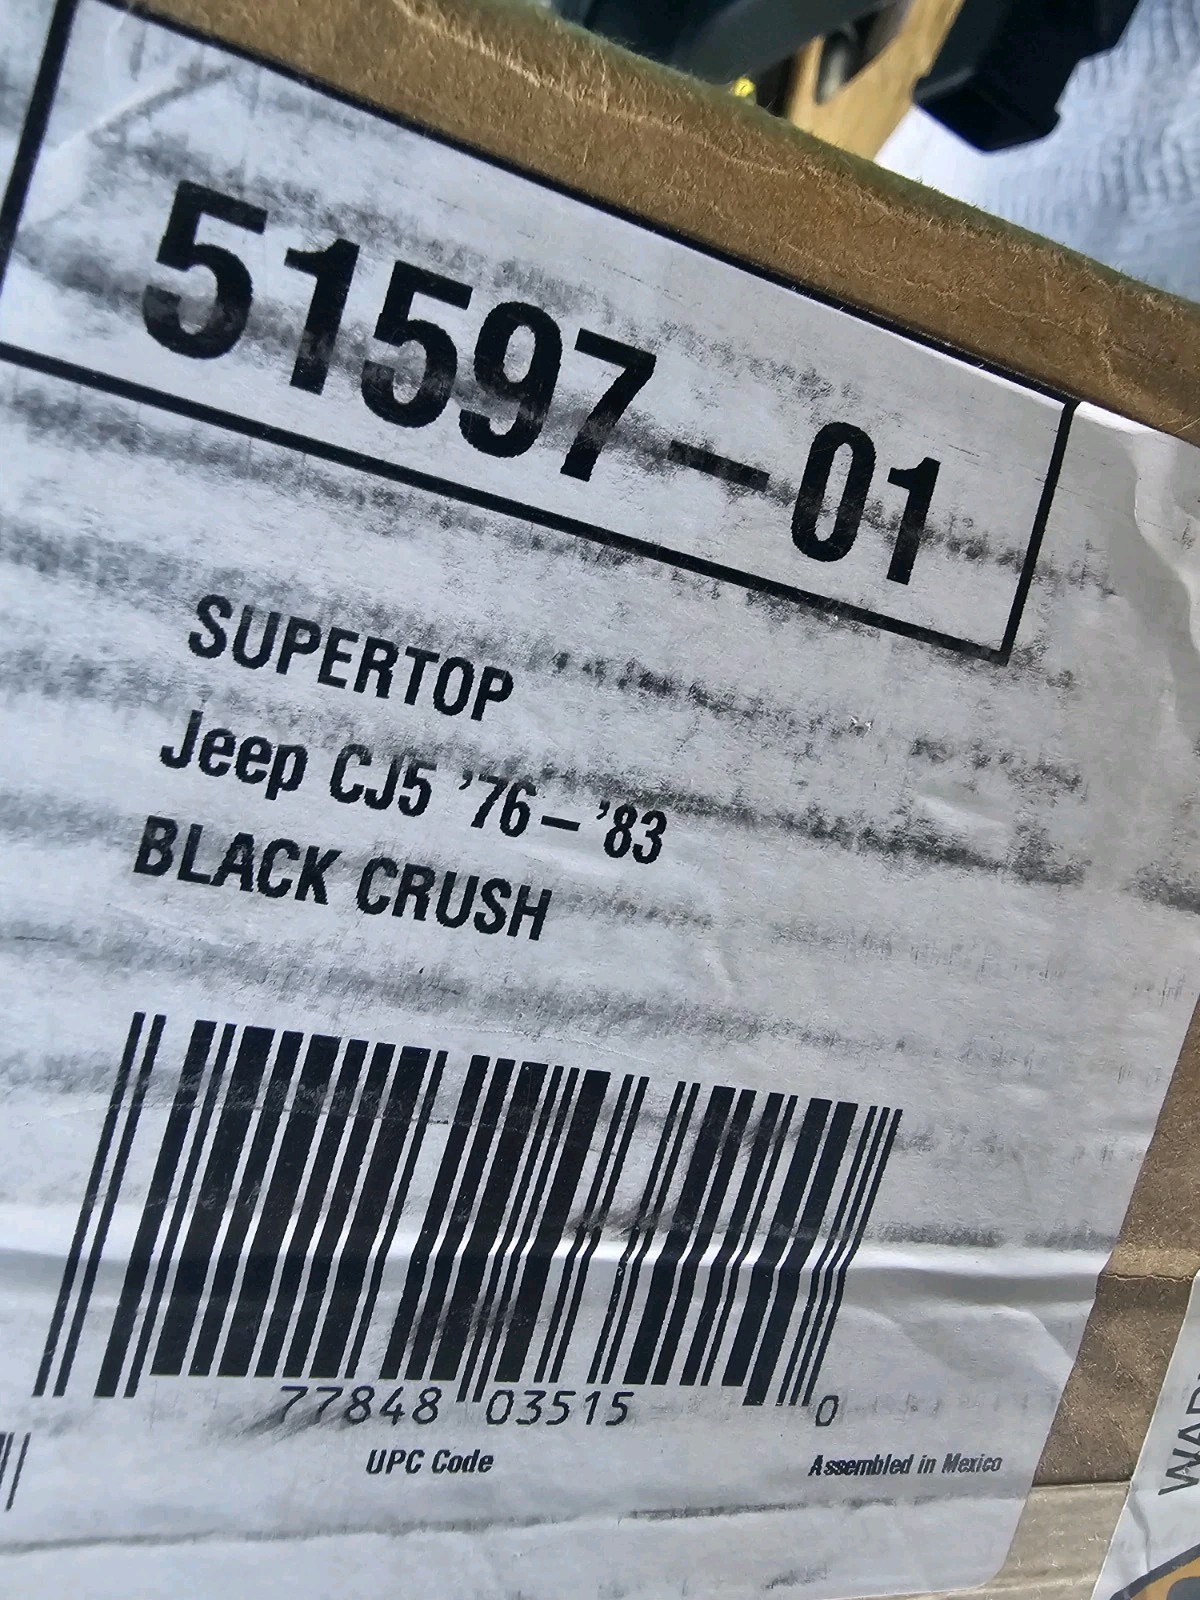 51597-01
SUPERTOP
Jeep CJ5 '76-'83
BLACK CRUSH
77848 03515 0
UPC Code
Assembled in Mexico